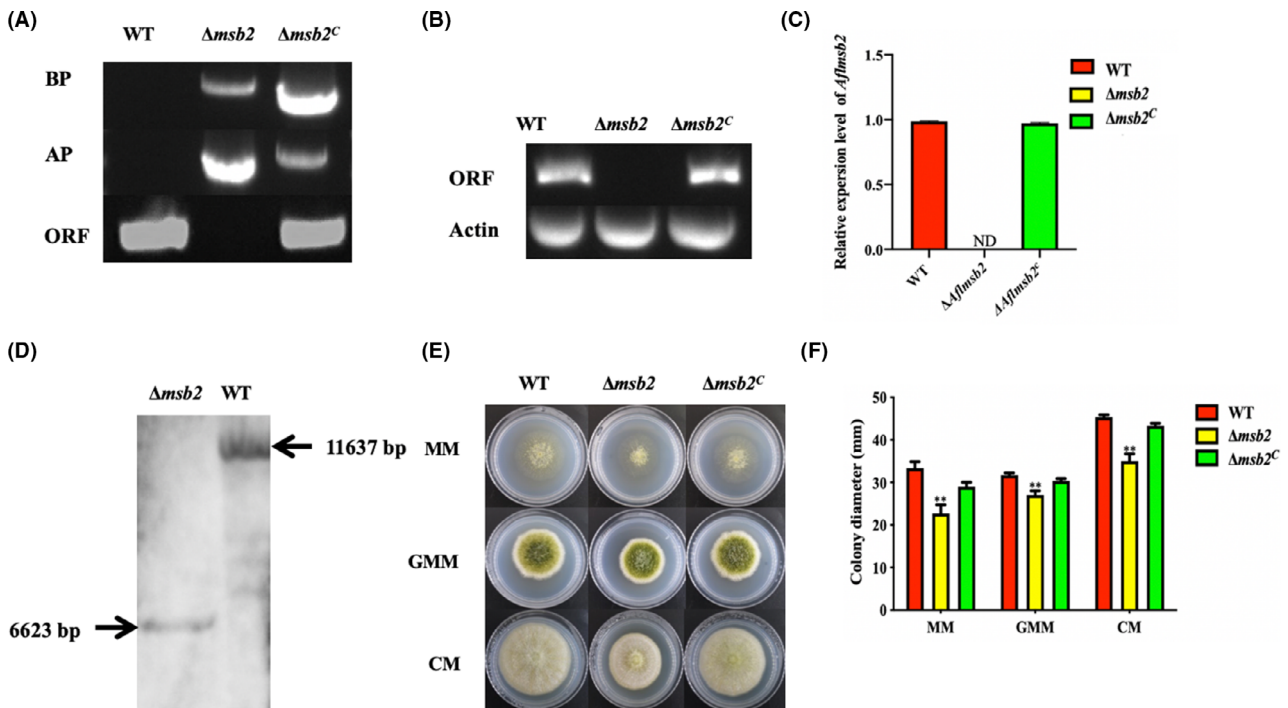 (A)
WT Δmsb2 Δmsb2C
BP
AP
ORF
(B)
WT Δmsb2 Δmsb2C
ORF
Actin
(C)
Relative expersion level of Aflmsb2
1.5
1.0
0.5
0.0
ND
WT
ΔAflmsb2
ΔAflmsb2c
WT
Δmsb2
Δmsb2C
(D)
Δmsb2 WT
11637 bp
6623 bp
(E)
WT Δmsb2 Δmsb2C
MM
GMM
CM
(F)
Colony diameter (mm)
50
40
30
20
10
0
** ** **
MM GMM CM
WT
Δmsb2
Δmsb2C